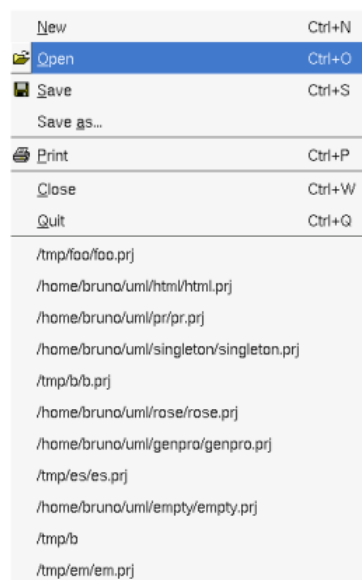 New Ctrl+N
Open Ctrl+O
Save Ctrl+S
Save as...
Print Ctrl+P
Close Ctrl+W
Quit Ctrl+Q
/tmp/foo/foo.prj
/home/bruno/uml/html/html.prj
/home/bruno/uml/pr/pr.prj
/home/bruno/uml/singleton/singleton.prj
/tmp/b/b.prj
/home/bruno/uml/rose/rose.prj
/home/bruno/uml/genpro/genpro.prj
/tmp/es/es.prj
/home/bruno/uml/empty/empty.prj
/tmp/b
/tmp/em/em.prj